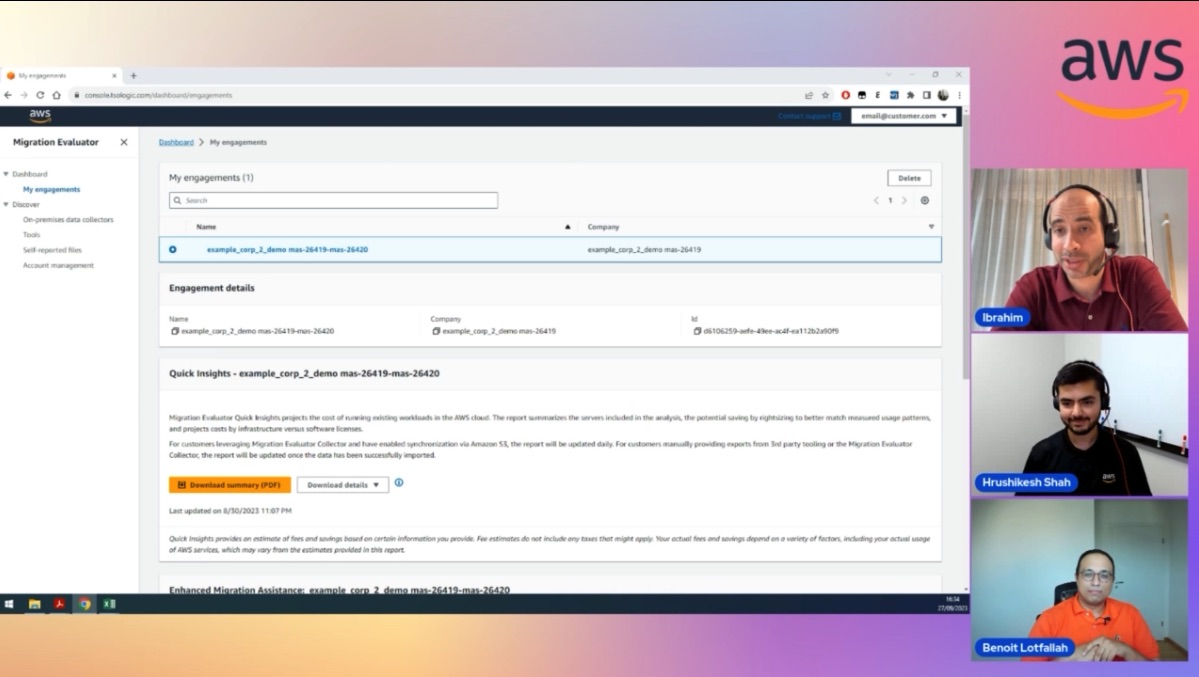 aws
My engagements
console.tsologic.com/dashboard/engagements
aws
Contact support
email@customer.com
Migration Evaluator
Dashboard > My engagements
Dashboard
My engagements
Discover
On-premises data collectors
Tools
Self-reported files
Account management
My engagements (1)
Delete
Search
1
Name
Company
example_corp_2_demo mas-26419-mas-26420
example_corp_2_demo mas-26419
Engagement details
Name
Company
Id
example_corp_2_demo mas-26419-mas-26420
example_corp_2_demo mas-26419
d6106259-aefe-49ee-ac4f-ea112b2a90f9
Quick Insights - example_corp_2_demo mas-26419-mas-26420
Migration Evaluator Quick Insights projects the cost of running existing workloads in the AWS cloud. The report summarizes the servers included in the analysis, the potential saving by rightsizing to better match measured usage patterns,
and projects costs by infrastructure versus software licenses.
For customers leveraging Migration Evaluator Collector and have enabled synchronization via Amazon S3, the report will be updated daily. For customers manually providing exports from 3rd party tooling or the Migration Evaluator
Collector, the report will be updated once the data has been successfully imported.
Download summary (PDF)
Download details
Last updated on 8/30/2023 11:07 PM
Quick Insights provides an estimate of fees and savings based on certain information you provide. Fee estimates do not include any taxes that might apply. Your actual fees and savings depend on a variety of factors, including your actual usage
of AWS services, which may vary from the estimates provided in this report.
Enhanced Migration Assistance: example_corp_2_demo mas-26419-mas-26420
16:34
27/09/2023
Ibrahim
aws
Hrushikesh Shah
Benoit Lotfallah